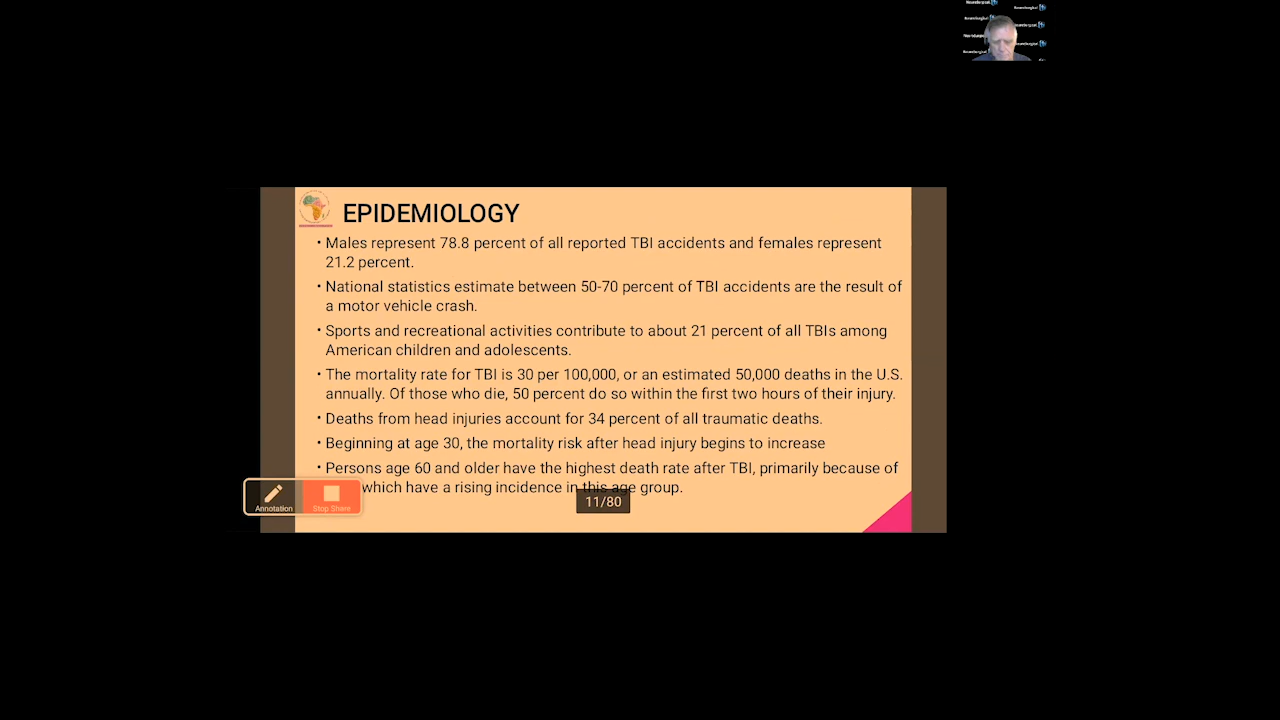 EPIDEMIOLOGY
• Males represent 78.8 percent of all reported TBI accidents and females represent
21.2 percent.
• National statistics estimate between 50-70 percent of TBI accidents are the result of
a motor vehicle crash.
• Sports and recreational activities contribute to about 21 percent of all TBIs among
American children and adolescents.
• The mortality rate for TBI is 30 per 100,000, or an estimated 50,000 deaths in the U.S.
annually. Of those who die, 50 percent do so within the first two hours of their injury.
• Deaths from head injuries account for 34 percent of all traumatic deaths.
• Beginning at age 30, the mortality risk after head injury begins to increase
• Persons age 60 and older have the highest death rate after TBI, primarily because of
which have a rising incidence in this age group.
Annotation
Stop Share
11/80